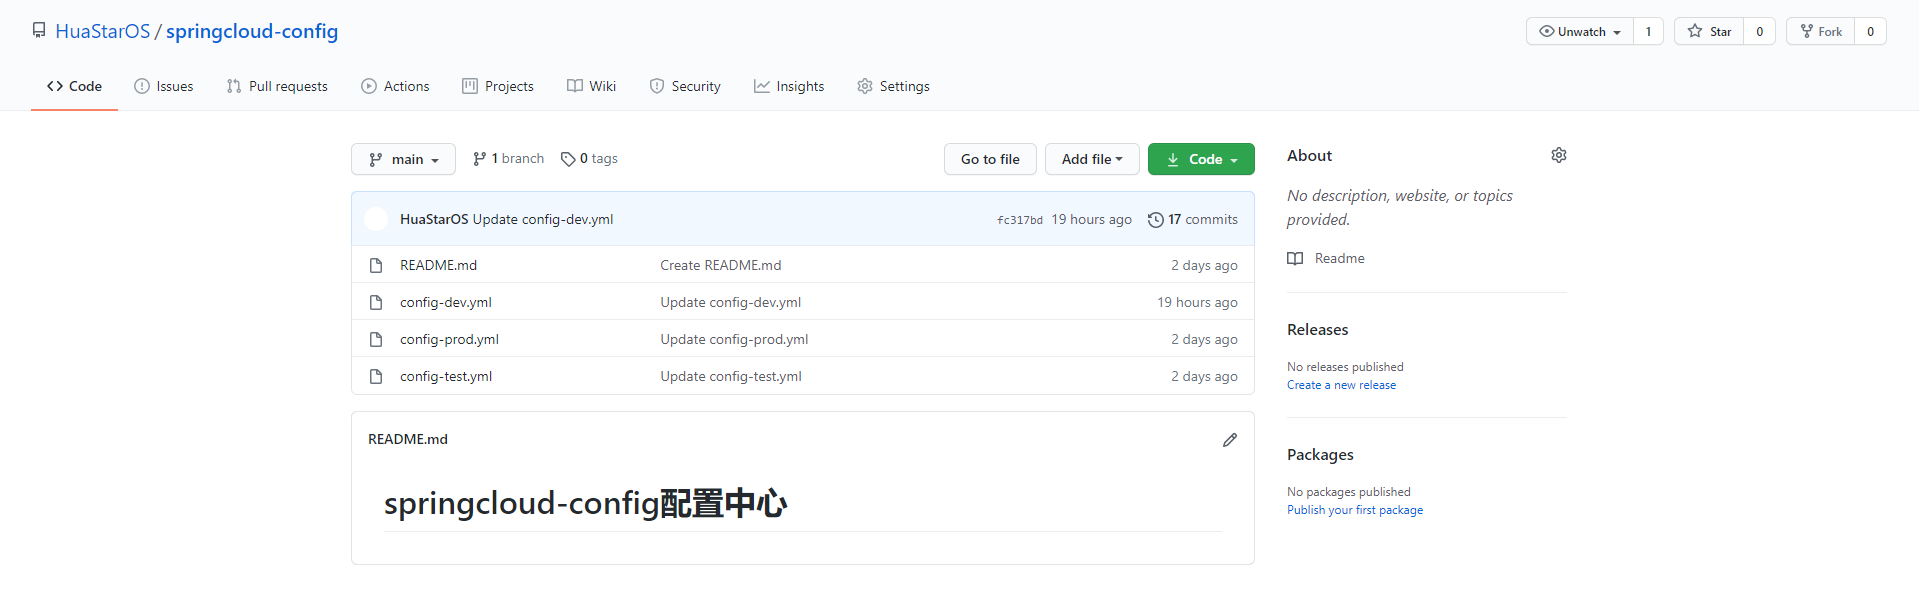 HuaStarOS / springcloud-config
Unwatch 1 Star 0 Fork 0
Code Issues Pull requests Actions Projects Wiki Security Insights Settings
main 1 branch 0 tags Go to file Add file Code
HuaStarOS Update config-dev.yml fc317bd 19 hours ago 17 commits
README.md Create README.md 2 days ago
config-dev.yml Update config-dev.yml 19 hours ago
config-prod.yml Update config-prod.yml 2 days ago
config-test.yml Update config-test.yml 2 days ago
README.md
springcloud-config配置中心
About
No description, website, or topics
provided.
Readme
Releases
No releases published
Create a new release
Packages
No packages published
Publish your first package